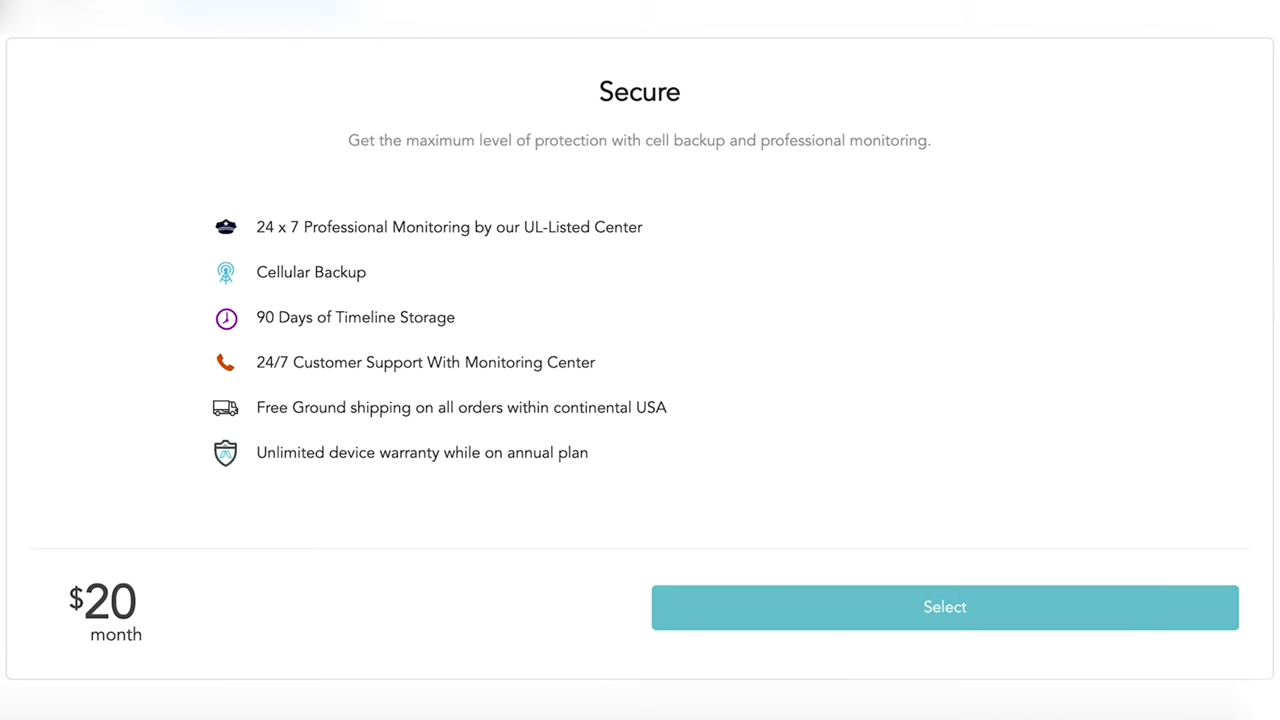 Secure
Get the maximum level of protection with cell backup and professional monitoring.
24 x 7 Professional Monitoring by our UL-Listed Center
Cellular Backup
90 Days of Timeline Storage
24/7 Customer Support With Monitoring Center
Free Ground shipping on all orders within continental USA
Unlimited device warranty while on annual plan
$20
month
Select